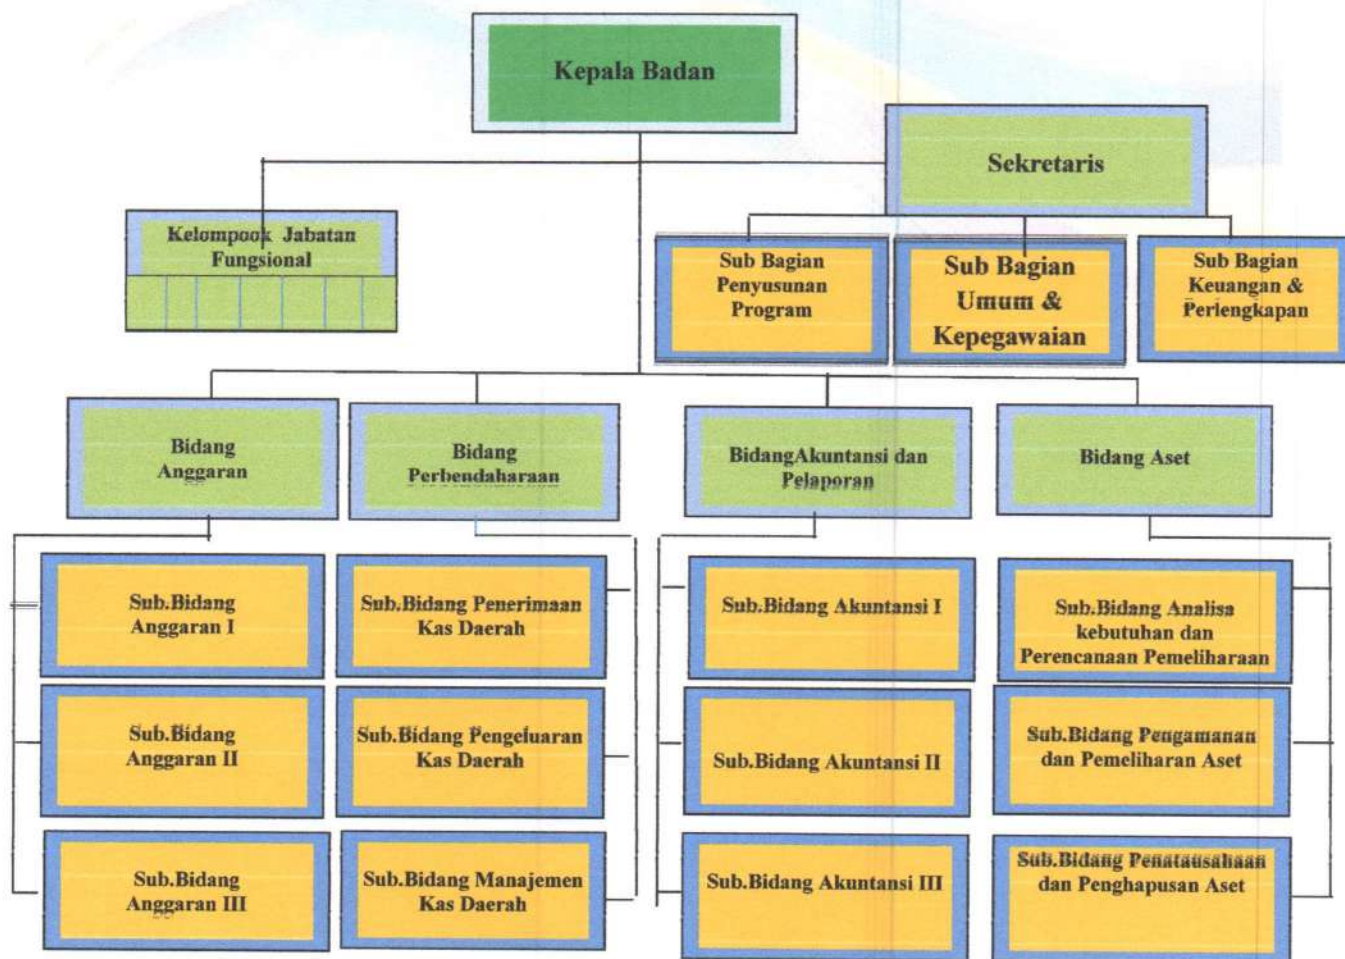 Kepala Badan
Sekretaris
Kelompook Jabatan
Fungsional
Sub Bagian
Penyusunan
Program
Sub Bagian
Umum &
Kepegawaian
Sub Bagian
Keuangan &
Perlengkapan
Bidang
Anggaran
Bidang
Perbendaharaan
BidangAkuntansi dan
Pelaporan
Bidang Aset
Sub.Bidang
Anggaran I
Sub.Bidang Penerimaan
Kas Daerah
Sub.Bidang Akuntansi I
Sub.Bidang Analisa
kebutuhan dan
Perencanaan Pemeliharaan
Sub.Bidang
Anggaran II
Sub.Bidang Pengeluaran
Kas Daerah
Sub.Bidang Akuntansi II
Sub.Bidang Pengamanan
dan Pemeliharan Aset
Sub.Bidang
Anggaran III
Sub.Bidang Manajemen
Kas Daerah
Sub.Bidang Akuntansi III
Sub.Bidang Penatausahaan
dan Penghapusan Aset